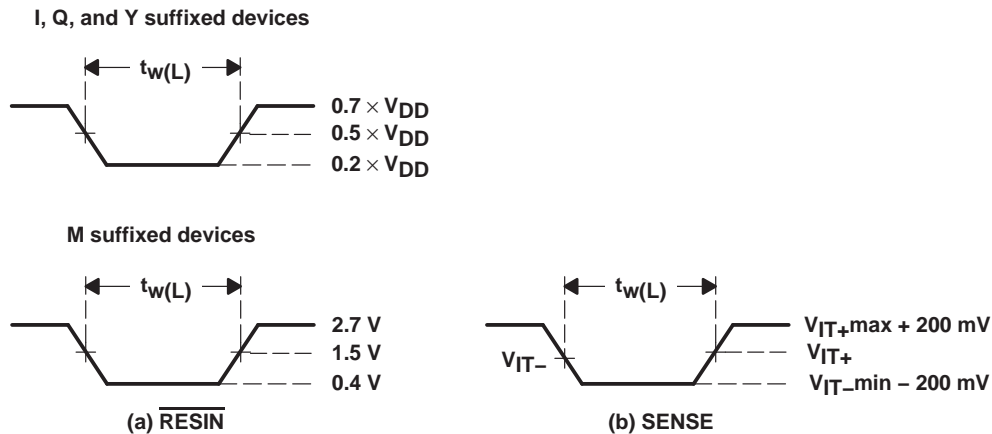 I, Q, and Y suffixed devices
tw(L)
0.7 × VDD
0.5 × VDD
0.2 × VDD
M suffixed devices
tw(L)
2.7 V
1.5 V
0.4 V
(a) RESIN
tw(L)
VIT–
VIT+max + 200 mV
VIT+
VIT–min – 200 mV
(b) SENSE